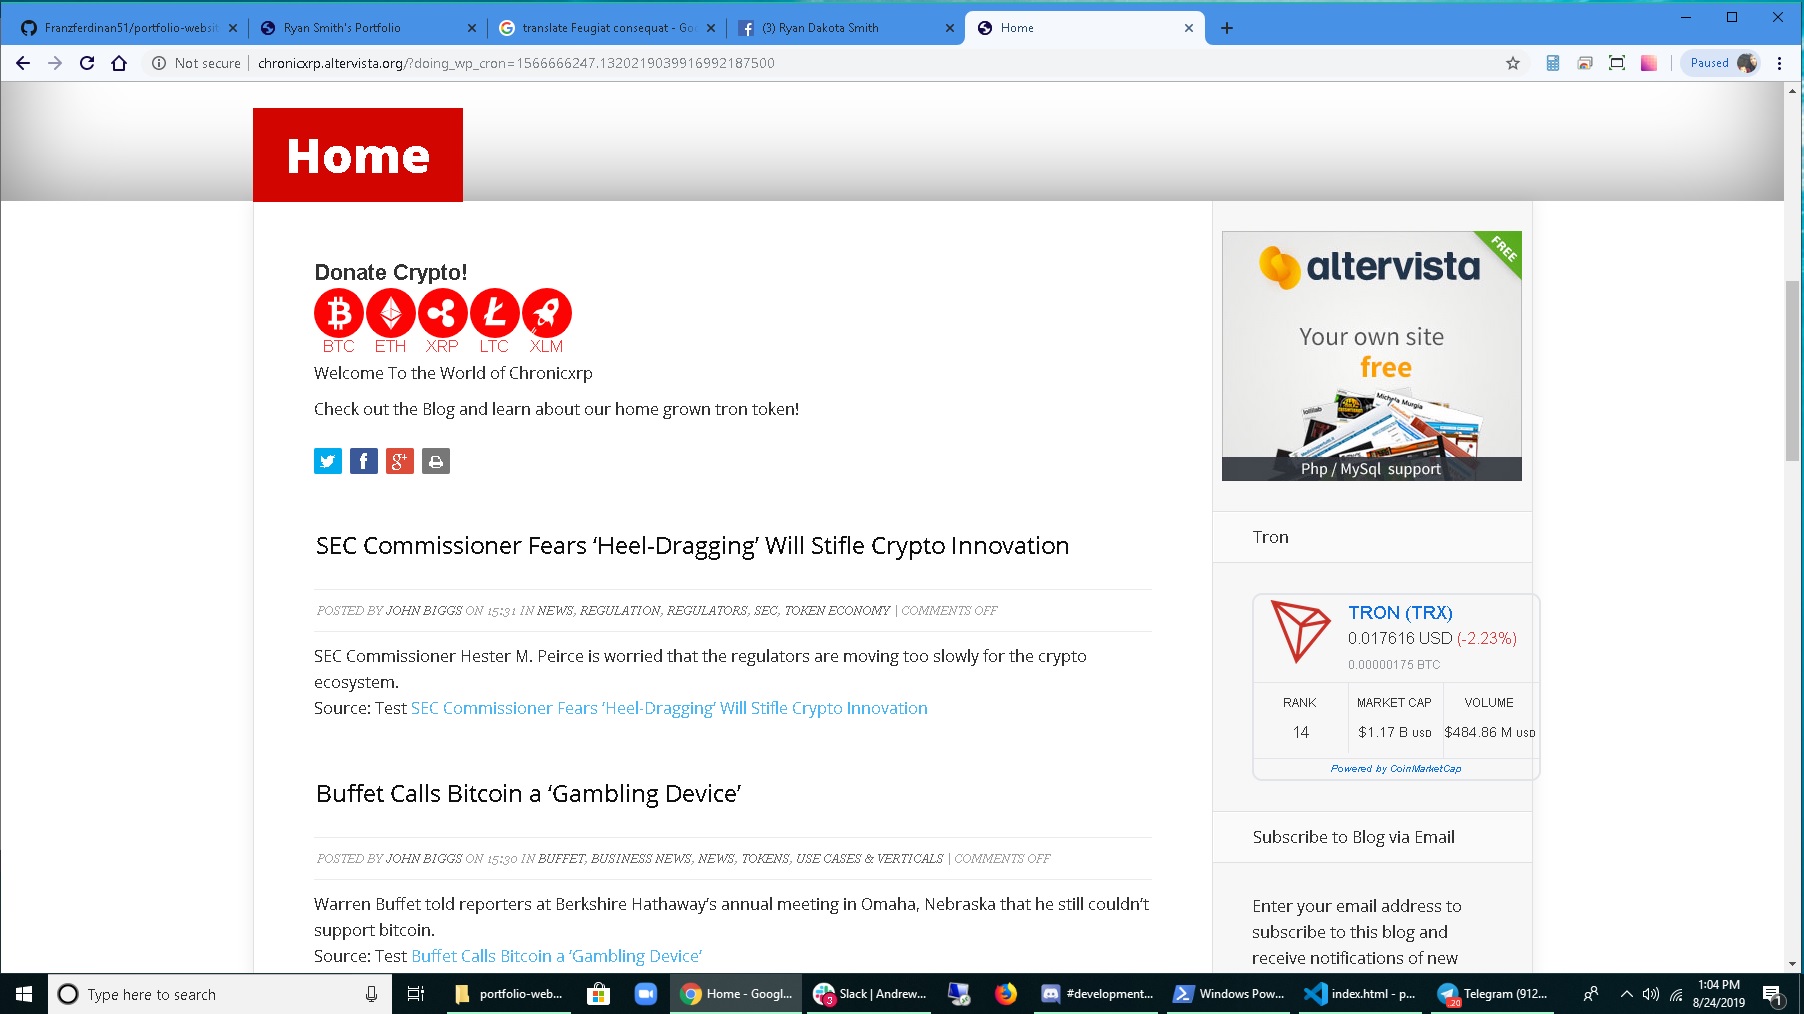 Franzferdinan51/portfolio-websit
Ryan Smith's Portfolio
translate Feugiat consequat - Goo
(3) Ryan Dakota Smith
Home
Not secure
chronicxrp.altervista.org/?doing_wp_cron=1566666247.1320219039916992187500
Paused
Home
Donate Crypto!
BTC ETH XRP LTC XLM
Welcome To the World of Chronicxrp
Check out the Blog and learn about our home grown tron token!
SEC Commissioner Fears ‘Heel-Dragging’ Will Stifle Crypto Innovation
POSTED BY JOHN BIGGS ON 15:31 IN NEWS, REGULATION, REGULATORS, SEC, TOKEN ECONOMY | COMMENTS OFF
SEC Commissioner Hester M. Peirce is worried that the regulators are moving too slowly for the crypto
ecosystem.
Source: Test SEC Commissioner Fears ‘Heel-Dragging’ Will Stifle Crypto Innovation
Buffet Calls Bitcoin a ‘Gambling Device’
POSTED BY JOHN BIGGS ON 15:30 IN BUFFET, BUSINESS NEWS, NEWS, TOKENS, USE CASES & VERTICALS | COMMENTS OFF
Warren Buffet told reporters at Berkshire Hathaway’s annual meeting in Omaha, Nebraska that he still couldn’t
support bitcoin.
Source: Test Buffet Calls Bitcoin a ‘Gambling Device’
FREE
altervista
Your own site
free
Michela Murgia
Php / MySql support
Tron
TRON (TRX)
0.017616 USD (-2.23%)
0.00000175 BTC
RANK MARKET CAP VOLUME
14 $1.17 B USD $484.86 M USD
Powered by CoinMarketCap
Subscribe to Blog via Email
Enter your email address to
subscribe to this blog and
receive notifications of new
Type here to search
portfolio-web...
Home - Googl...
3
Slack | Andrew...
#development...
Windows Pow...
index.html - p...
20
Telegram (912...
1:04 PM
8/24/2019
1